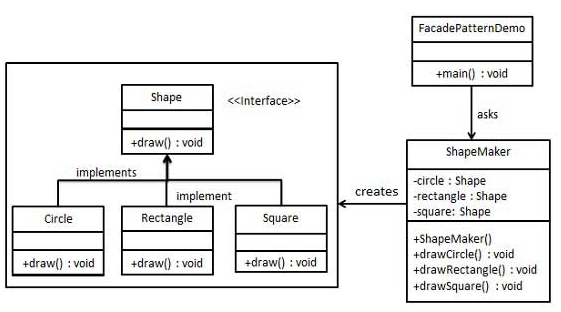 FacadePatternDemo
+main() : void
asks
Shape
<<Interface>>
+draw() : void
implements
implement
Circle
+draw() : void
Rectangle
+draw() : void
Square
+draw() : void
creates
ShapeMaker
-circle : Shape
-rectangle : Shape
-square: Shape
+ShapeMaker()
+drawCircle() : void
+drawRectangle() : void
+drawSquare() : void